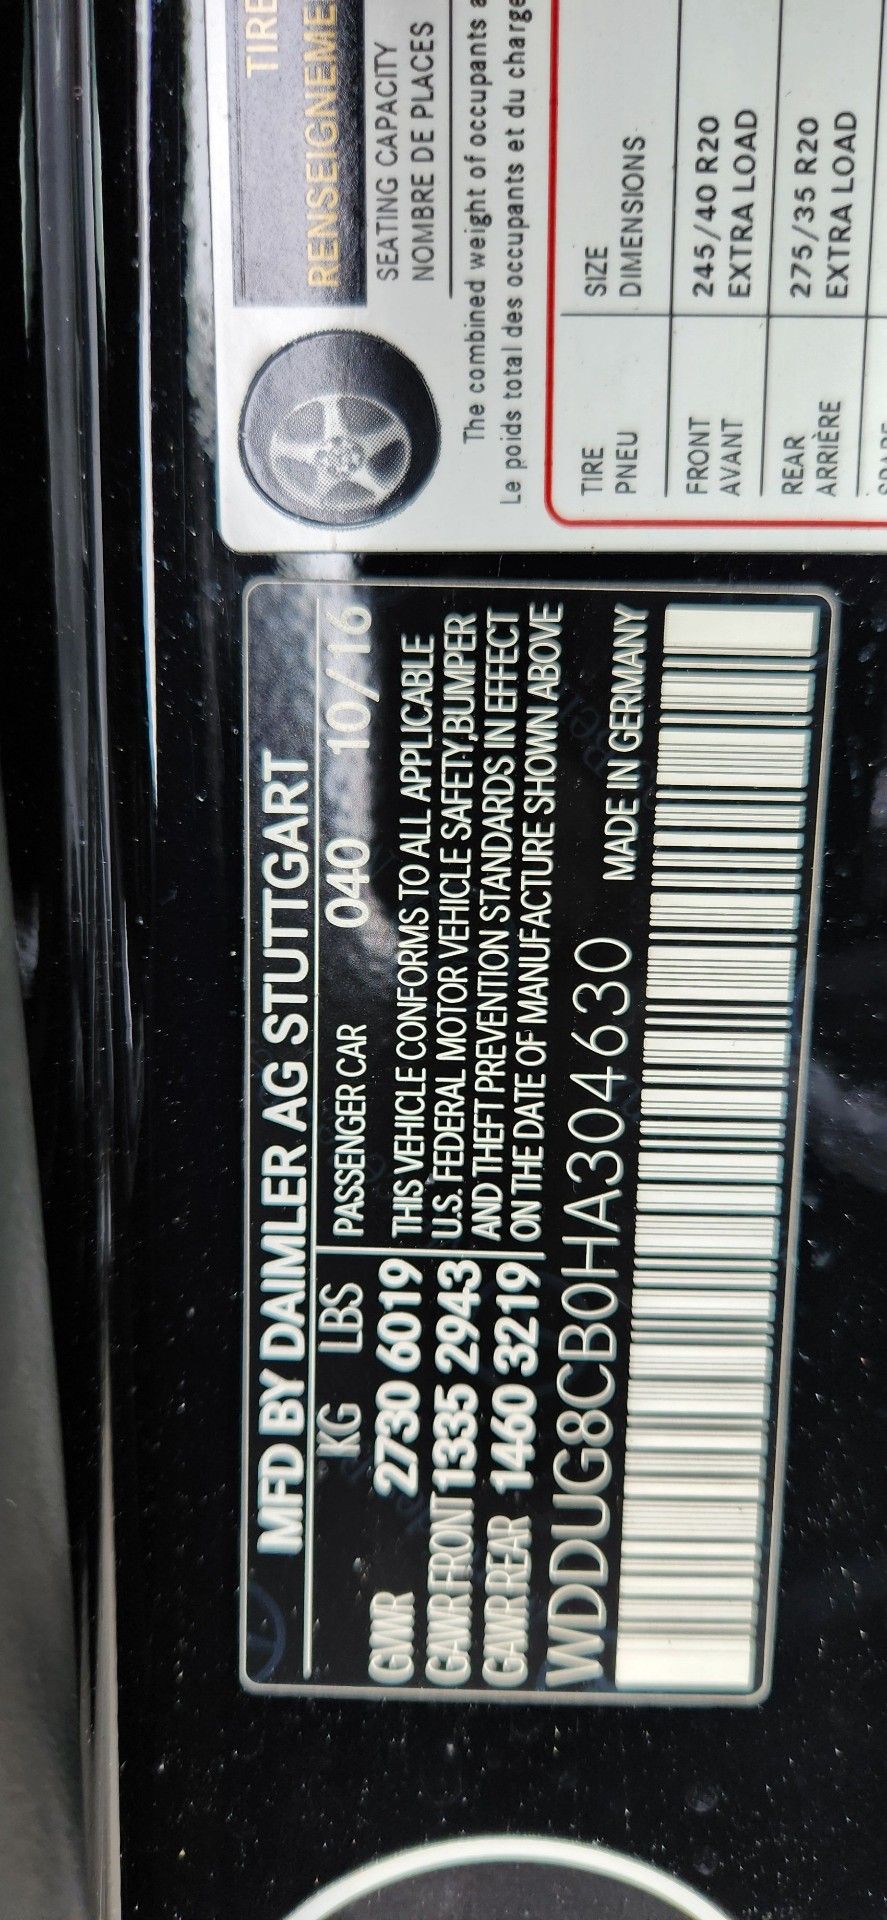 MFD BY DAIMLER AG STUTTGART
KG LBS PASSENGER CAR 040 10/16
GVWR 2730 6019 THIS VEHICLE CONFORMS TO ALL APPLICABLE
GAWR FRONT 1335 2943 U.S. FEDERAL MOTOR VEHICLE SAFETY,BUMPER
GAWR REAR 1460 3219 AND THEFT PREVENTION STANDARDS IN EFFECT
ON THE DATE OF MANUFACTURE SHOWN ABOVE
WDDUG8CB0HA304630 MADE IN GERMANY
TIRE
RENSEIGNEME
SEATING CAPACITY
NOMBRE DE PLACES
The combined weight of occupants a
Le poids total des occupants et du charge
TIRE SIZE
PNEU DIMENSIONS
FRONT 245/40 R20
AVANT EXTRA LOAD
REAR 275/35 R20
ARRIÈRE EXTRA LOAD